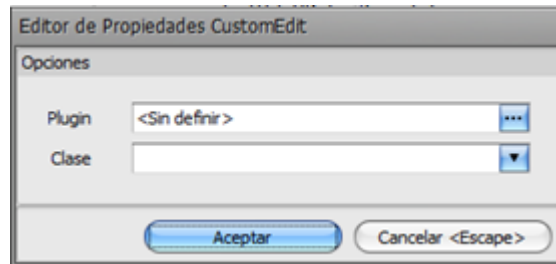 Editor de Propiedades CustomEdit
Opciones
Plugin <Sin definir> ...
Clase
Aceptar Cancelar <Escape>